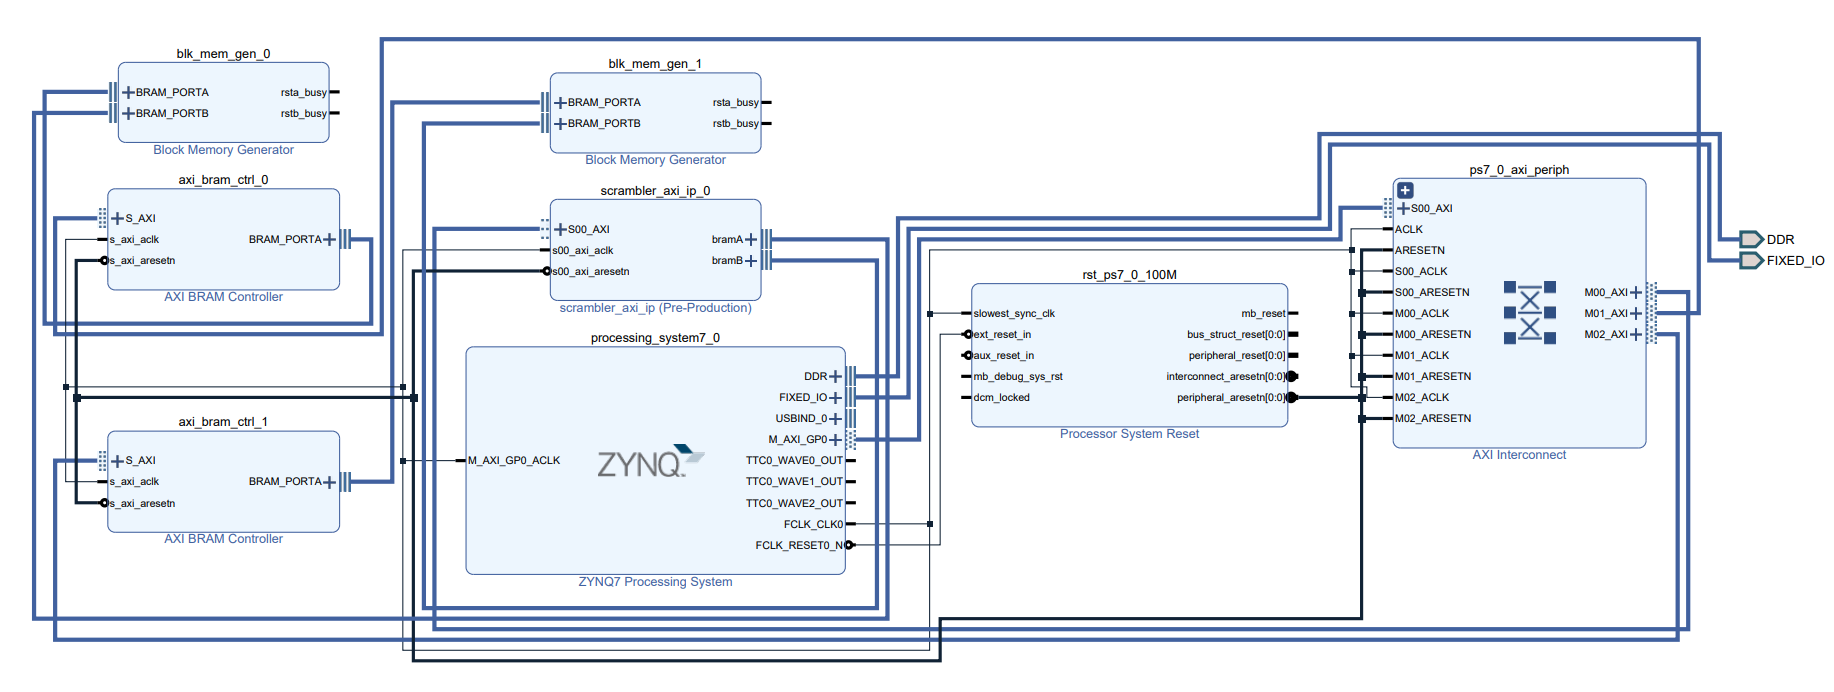 blk_mem_gen_0
BRAM_PORTA
BRAM_PORTB
rsta_busy
rstb_busy
Block Memory Generator
blk_mem_gen_1
BRAM_PORTA
BRAM_PORTB
rsta_busy
rstb_busy
Block Memory Generator
axi_bram_ctrl_0
S_AXI
s_axi_aclk
s_axi_aresetn
BRAM_PORTA
AXI BRAM Controller
scrambler_axi_ip_0
S00_AXI
s00_axi_aclk
s00_axi_aresetn
bramA
bramB
scrambler_axi_ip (Pre-Production)
processing_system7_0
M_AXI_GP0_ACLK
ZYNQ
DDR
FIXED_IO
USBIND_0
M_AXI_GP0
TTC0_WAVE0_OUT
TTC0_WAVE1_OUT
TTC0_WAVE2_OUT
FCLK_CLK0
FCLK_RESET0_N
ZYNQ7 Processing System
axi_bram_ctrl_1
S_AXI
s_axi_aclk
s_axi_aresetn
BRAM_PORTA
AXI BRAM Controller
rst_ps7_0_100M
slowest_sync_clk
ext_reset_in
aux_reset_in
mb_debug_sys_rst
dcm_locked
mb_reset
bus_struct_reset[0:0]
peripheral_reset[0:0]
interconnect_aresetn[0:0]
peripheral_aresetn[0:0]
Processor System Reset
ps7_0_axi_periph
S00_AXI
ACLK
ARESETN
S00_ACLK
S00_ARESETN
M00_ACLK
M00_ARESETN
M01_ACLK
M01_ARESETN
M02_ACLK
M02_ARESETN
M00_AXI
M01_AXI
M02_AXI
AXI Interconnect
DDR
FIXED_IO